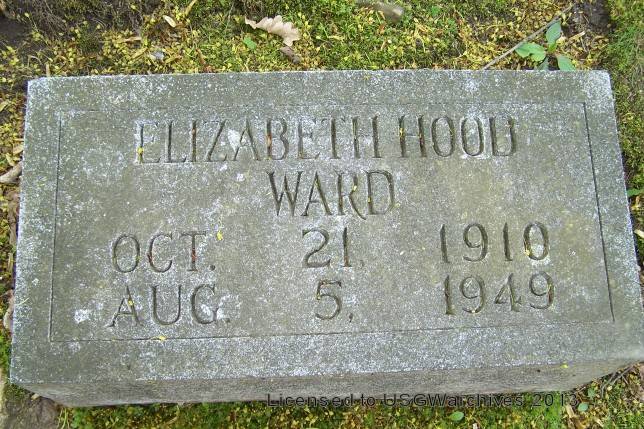 ELIZABETH HOOD
WARD
OCT. 21, 1910
AUG. 5, 1949
Licensed to USGWarchives 2013